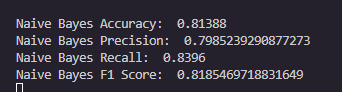 Naive Bayes Accuracy:  0.81388
Naive Bayes Precision:  0.7985239290877273
Naive Bayes Recall:  0.8396
Naive Bayes F1 Score:  0.8185469718831649